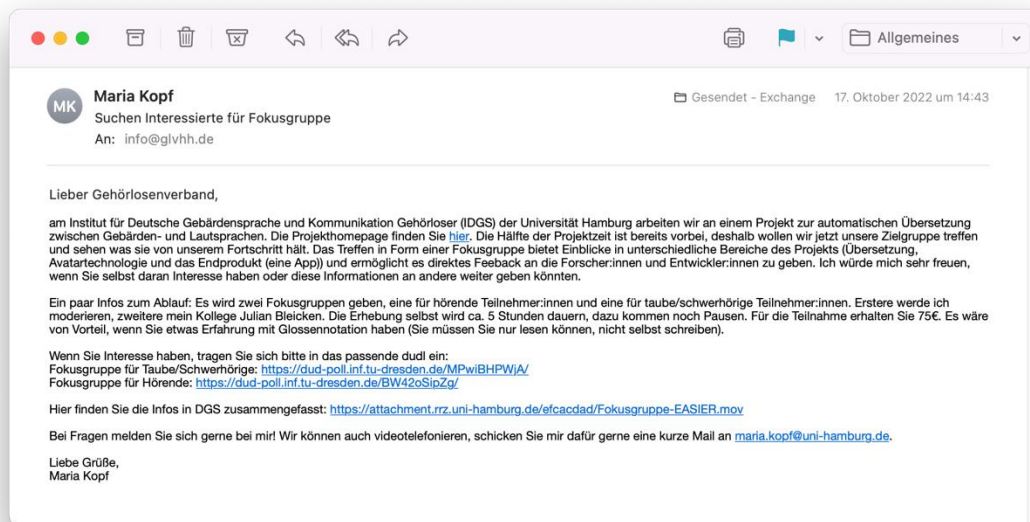 Allgemeines
MK
Maria Kopf
Gesendet - Exchange 17. Oktober 2022 um 14:43
Suchen Interessierte für Fokusgruppe
An: info@glvhh.de
Lieber Gehörlosenverband,
am Institut für Deutsche Gebärdensprache und Kommunikation Gehörloser (IDGS) der Universität Hamburg arbeiten wir an einem Projekt zur automatischen Übersetzung
zwischen Gebärden- und Lautsprachen. Die Projekthomepage finden Sie hier. Die Hälfte der Projektzeit ist bereits vorbei, deshalb wollen wir jetzt unsere Zielgruppe treffen
und sehen was sie von unserem Fortschritt hält. Das Treffen in Form einer Fokusgruppe bietet Einblicke in unterschiedliche Bereiche des Projekts (Übersetzung,
Avatartechnologie und das Endprodukt (eine App)) und ermöglicht es direktes Feeback an die Forscher:innen und Entwickler:innen zu geben. Ich würde mich sehr freuen,
wenn Sie selbst daran Interesse haben oder diese Informationen an andere weiter geben könnten.
Ein paar Infos zum Ablauf: Es wird zwei Fokusgruppen geben, eine für hörende Teilnehmer:innen und eine für taube/schwerhörige Teilnehmer:innen. Erstere werde ich
moderieren, zweitere mein Kollege Julian Bleicken. Die Erhebung selbst wird ca. 5 Stunden dauern, dazu kommen noch Pausen. Für die Teilnahme erhalten Sie 75€. Es wäre
von Vorteil, wenn Sie etwas Erfahrung mit Glossennotation haben (Sie müssen Sie nur lesen können, nicht selbst schreiben).
Wenn Sie Interesse haben, tragen Sie sich bitte in das passende dudl ein:
Fokusgruppe für Taube/Schwerhörige: https://dud-poll.inf.tu-dresden.de/MPwiBHPWjA/
Fokusgruppe für Hörende: https://dud-poll.inf.tu-dresden.de/BW42oSipZg/
Hier finden Sie die Infos in DGS zusammengefasst: https://attachment.rrz.uni-hamburg.de/efcacdad/Fokusgruppe-EASIER.mov
Bei Fragen melden Sie sich gerne bei mir! Wir können auch videotelefonieren, schicken Sie mir dafür gerne eine kurze Mail an maria.kopf@uni-hamburg.de.
Liebe Grüße,
Maria Kopf